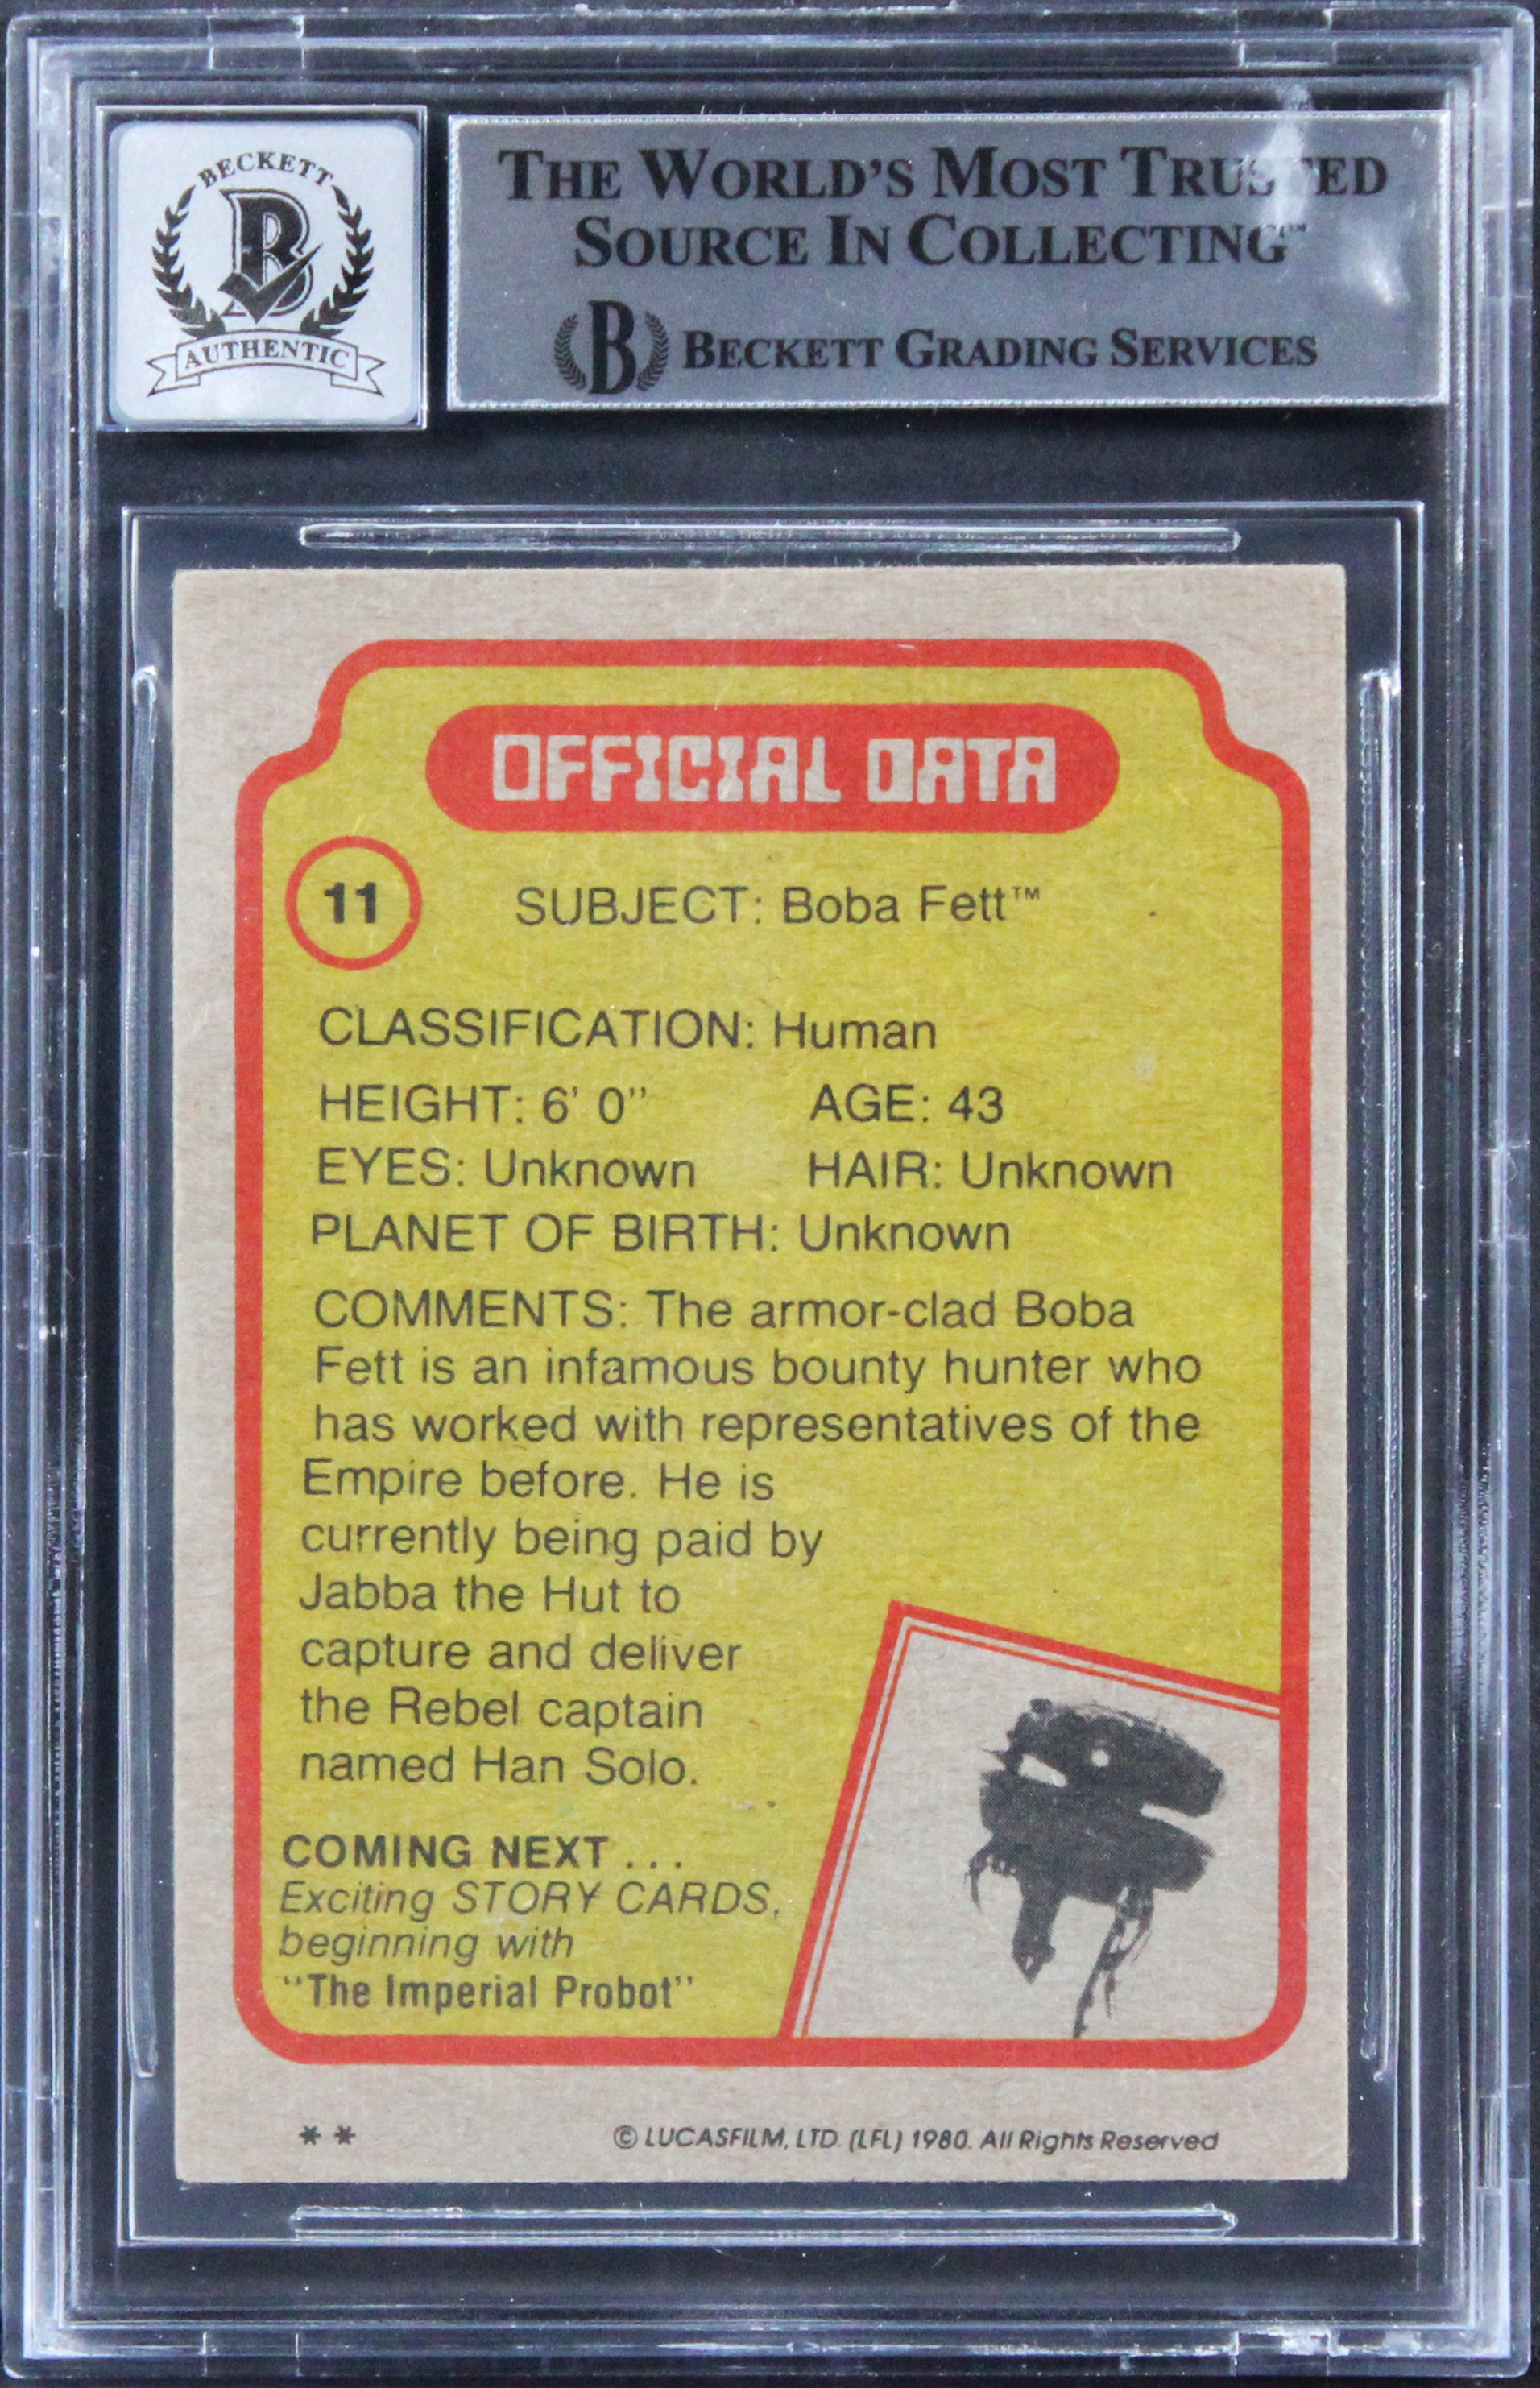 BECKETT
B
AUTHENTIC
THE WORLD'S MOST TRUSTED
SOURCE IN COLLECTING™
B BECKETT GRADING SERVICES
OFFICIAL DATA
11 SUBJECT: Boba Fett™
CLASSIFICATION: Human
HEIGHT: 6' 0" AGE: 43
EYES: Unknown HAIR: Unknown
PLANET OF BIRTH: Unknown
COMMENTS: The armor-clad Boba
Fett is an infamous bounty hunter who
has worked with representatives of the
Empire before. He is
currently being paid by
Jabba the Hut to
capture and deliver
the Rebel captain
named Han Solo.
COMING NEXT . . .
Exciting STORY CARDS,
beginning with
"The Imperial Probot"
** © LUCASFILM, LTD. (LFL) 1980. All Rights Reserved